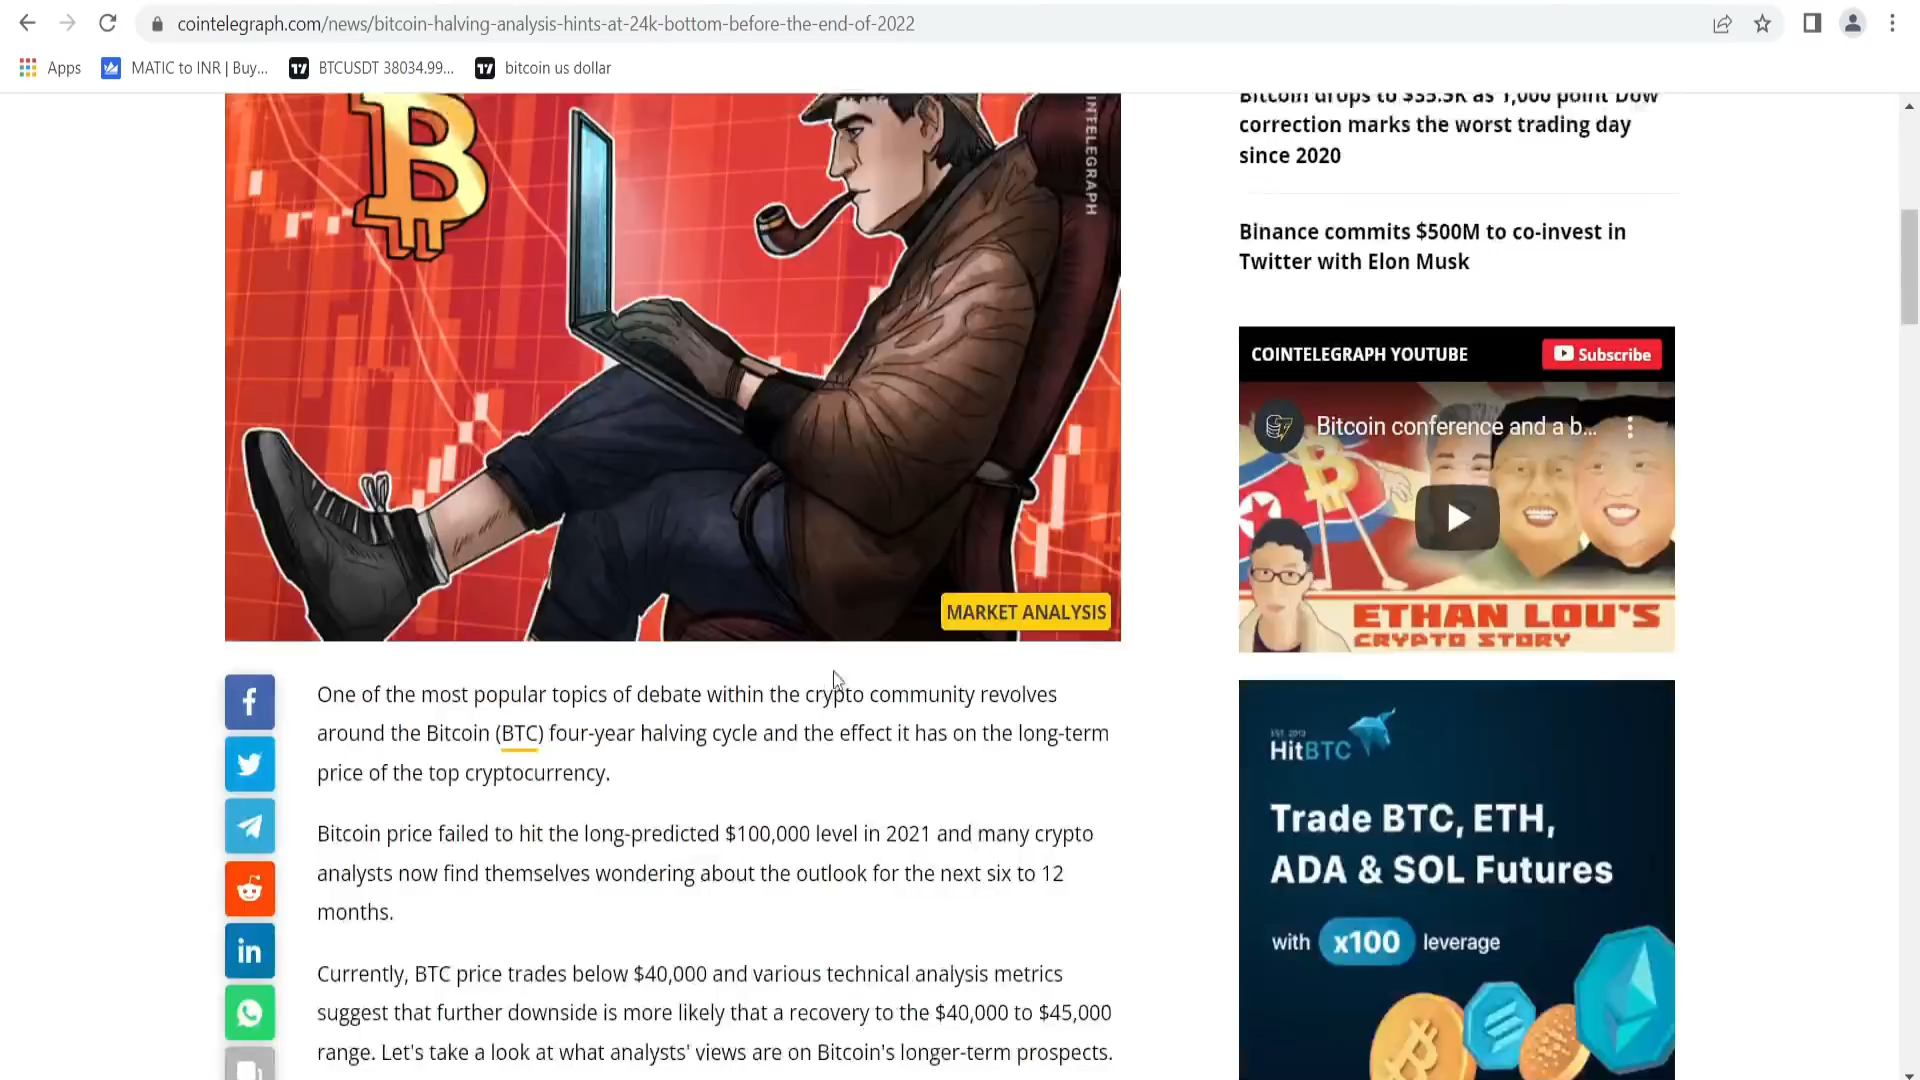 cointelegraph.com/news/bitcoin-halving-analysis-hints-at-24k-bottom-before-the-end-of-2022
Apps
MATIC to INR | Buy...
BTCUSDT 38034.99...
bitcoin us dollar
INTELEGRAPH
MARKET ANALYSIS
One of the most popular topics of debate within the crypto community revolves
around the Bitcoin (BTC) four-year halving cycle and the effect it has on the long-term
price of the top cryptocurrency.
Bitcoin price failed to hit the long-predicted $100,000 level in 2021 and many crypto
analysts now find themselves wondering about the outlook for the next six to 12
months.
Currently, BTC price trades below $40,000 and various technical analysis metrics
suggest that further downside is more likely that a recovery to the $40,000 to $45,000
range. Let's take a look at what analysts' views are on Bitcoin's longer-term prospects.
Bitcoin drops to $35.5K as 1,000 point Dow
correction marks the worst trading day
since 2020
Binance commits $500M to co-invest in
Twitter with Elon Musk
COINTELEGRAPH YOUTUBE
Subscribe
Bitcoin conference and a b...
ETHAN LOU'S
CRYPTO STORY
EST. 2013
HitBTC
Trade BTC, ETH,
ADA & SOL Futures
with x100 leverage